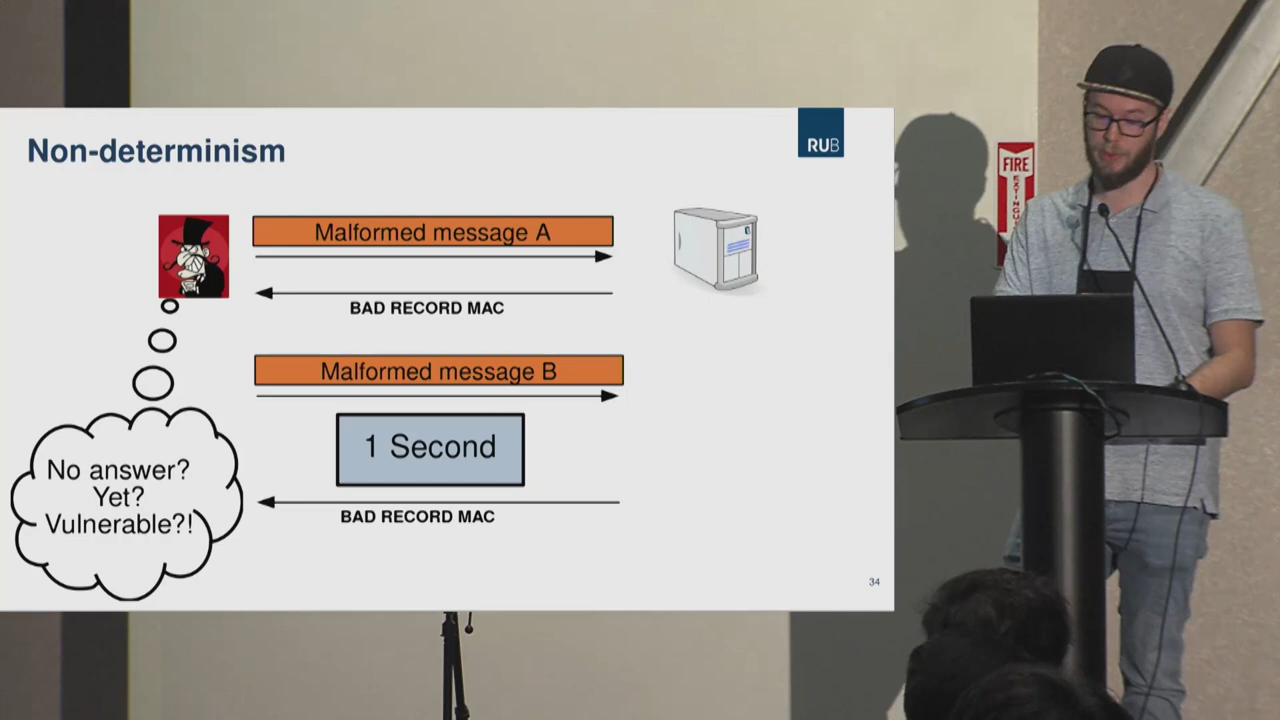 Non-determinism
RUB
Malformed message A
BAD RECORD MAC
Malformed message B
1 Second
BAD RECORD MAC
No answer?
Yet?
Vulnerable?!
34
FIRE